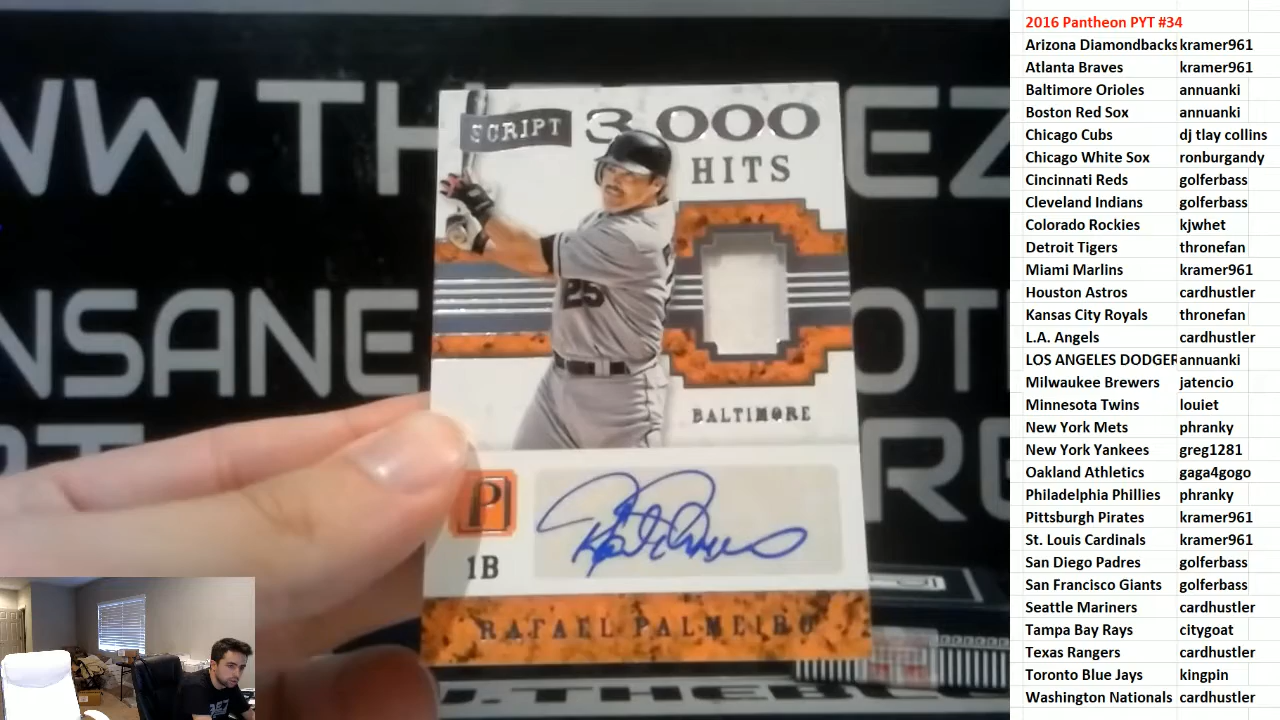 2016 Pantheon PYT #34
Arizona Diamondbacks kramer961
Atlanta Braves kramer961
Baltimore Orioles annuanki
Boston Red Sox annuanki
Chicago Cubs dj tlay collins
Chicago White Sox ronburgandy
Cincinnati Reds golferbass
Cleveland Indians golferbass
Colorado Rockies kjwhet
Detroit Tigers thronefan
Miami Marlins kramer961
Houston Astros cardhustler
Kansas City Royals thronefan
L.A. Angels cardhustler
LOS ANGELES DODGER annuanki
Milwaukee Brewers jatencio
Minnesota Twins louiet
New York Mets phranky
New York Yankees greg1281
Oakland Athletics gaga4gogo
Philadelphia Phillies phranky
Pittsburgh Pirates kramer961
St. Louis Cardinals kramer961
San Diego Padres golferbass
San Francisco Giants golferbass
Seattle Mariners cardhustler
Tampa Bay Rays citygoat
Texas Rangers cardhustler
Toronto Blue Jays kingpin
Washington Nationals cardhustler
SCRIPT 3,000
HITS
25
BALTIMORE
P
1B
RAFAEL PALMEIRO
WW.TH EZ
NSANE OT